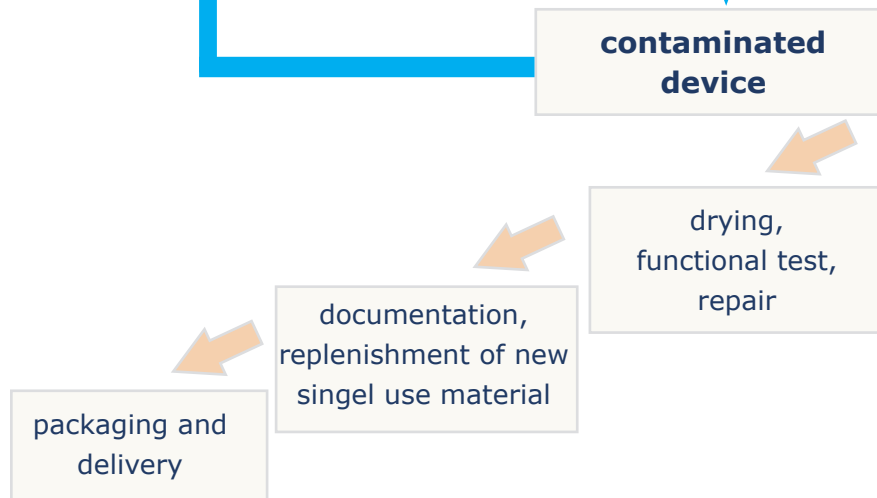 contaminated
device
drying,
functional test,
repair
documentation,
replenishment of new
singel use material
packaging and
delivery